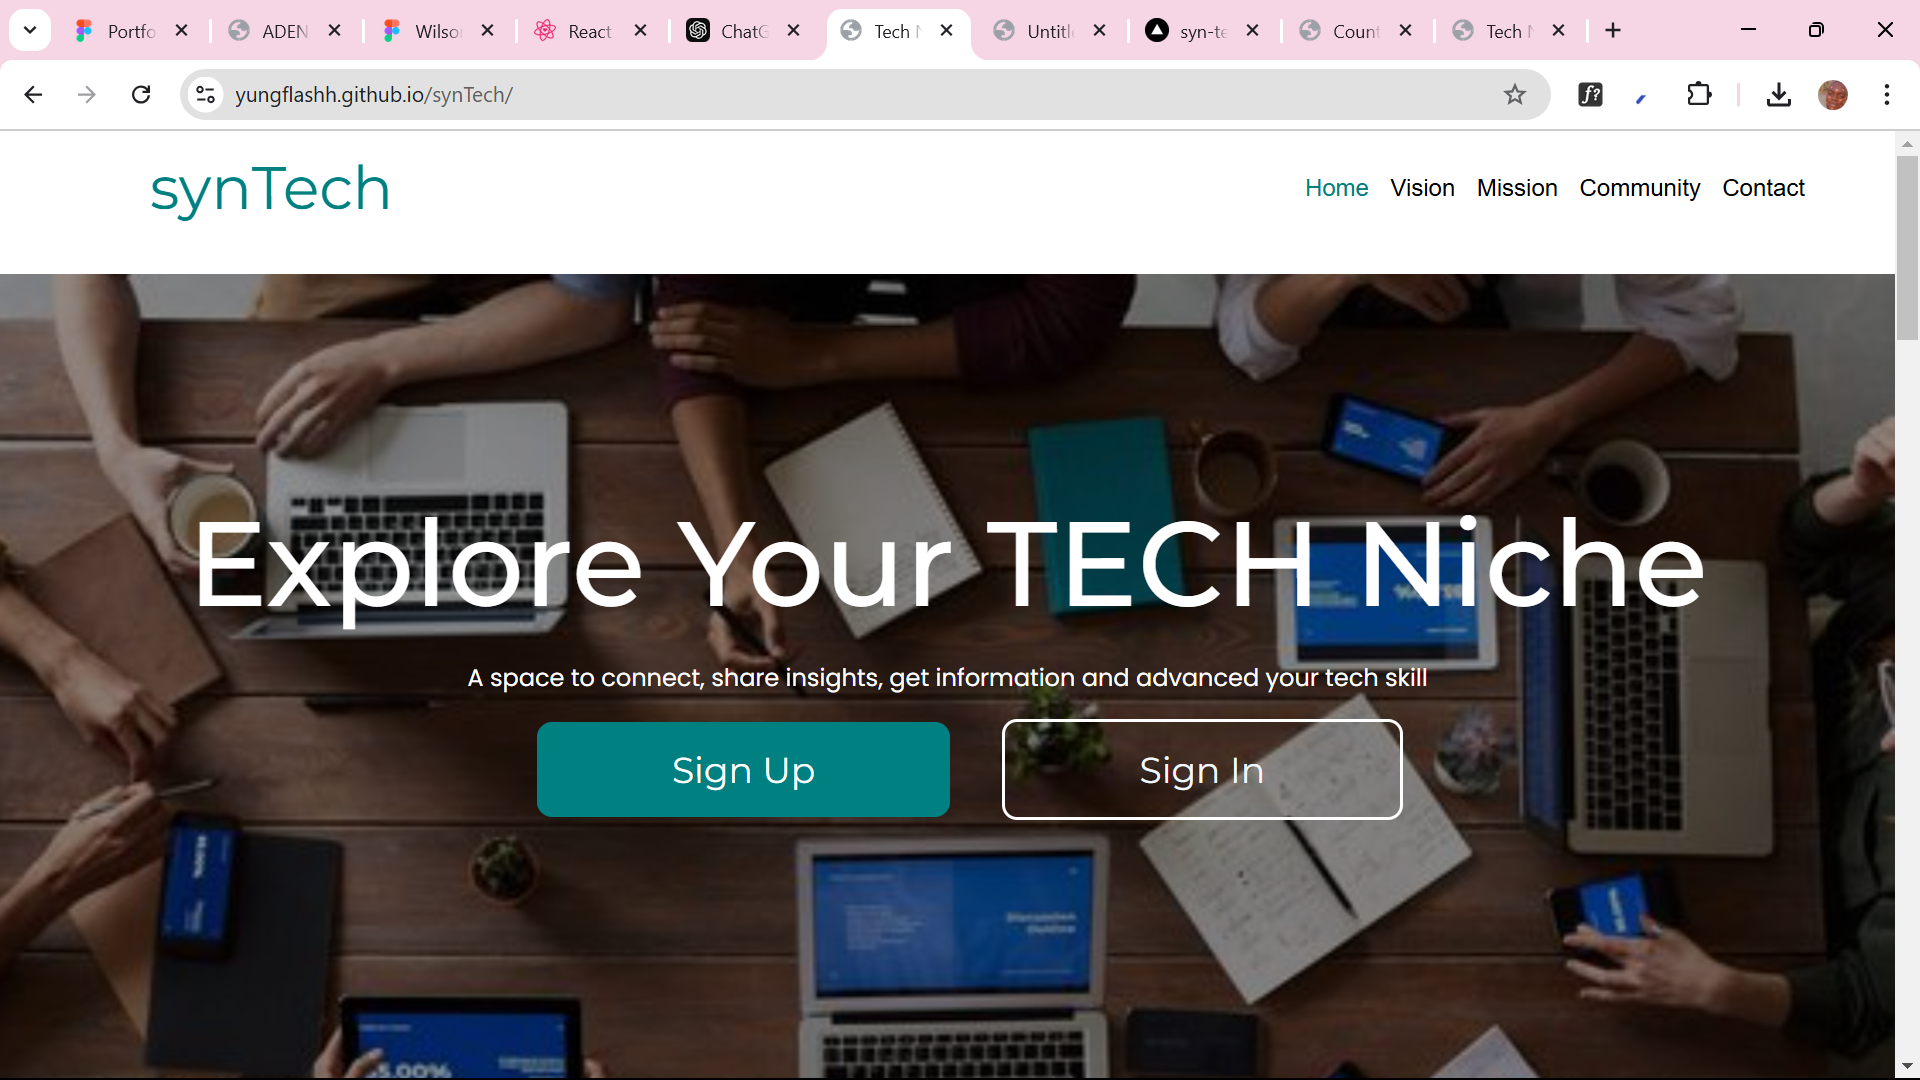 Portfo
ADEN
Wilso
React
ChatG
Tech N
Untitl
syn-te
Count
Tech N
yungflashh.github.io/synTech/
f?
synTech
Home Vision Mission Community Contact
Explore Your TECH Niche
A space to connect, share insights, get information and advanced your tech skill
Sign Up Sign In